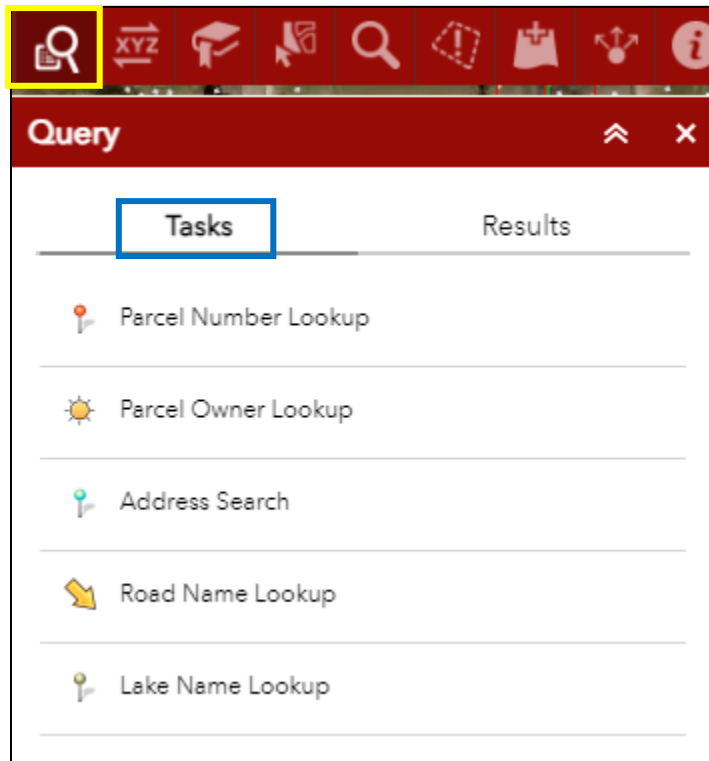 XYZ
Query
Tasks Results
Parcel Number Lookup
Parcel Owner Lookup
Address Search
Road Name Lookup
Lake Name Lookup